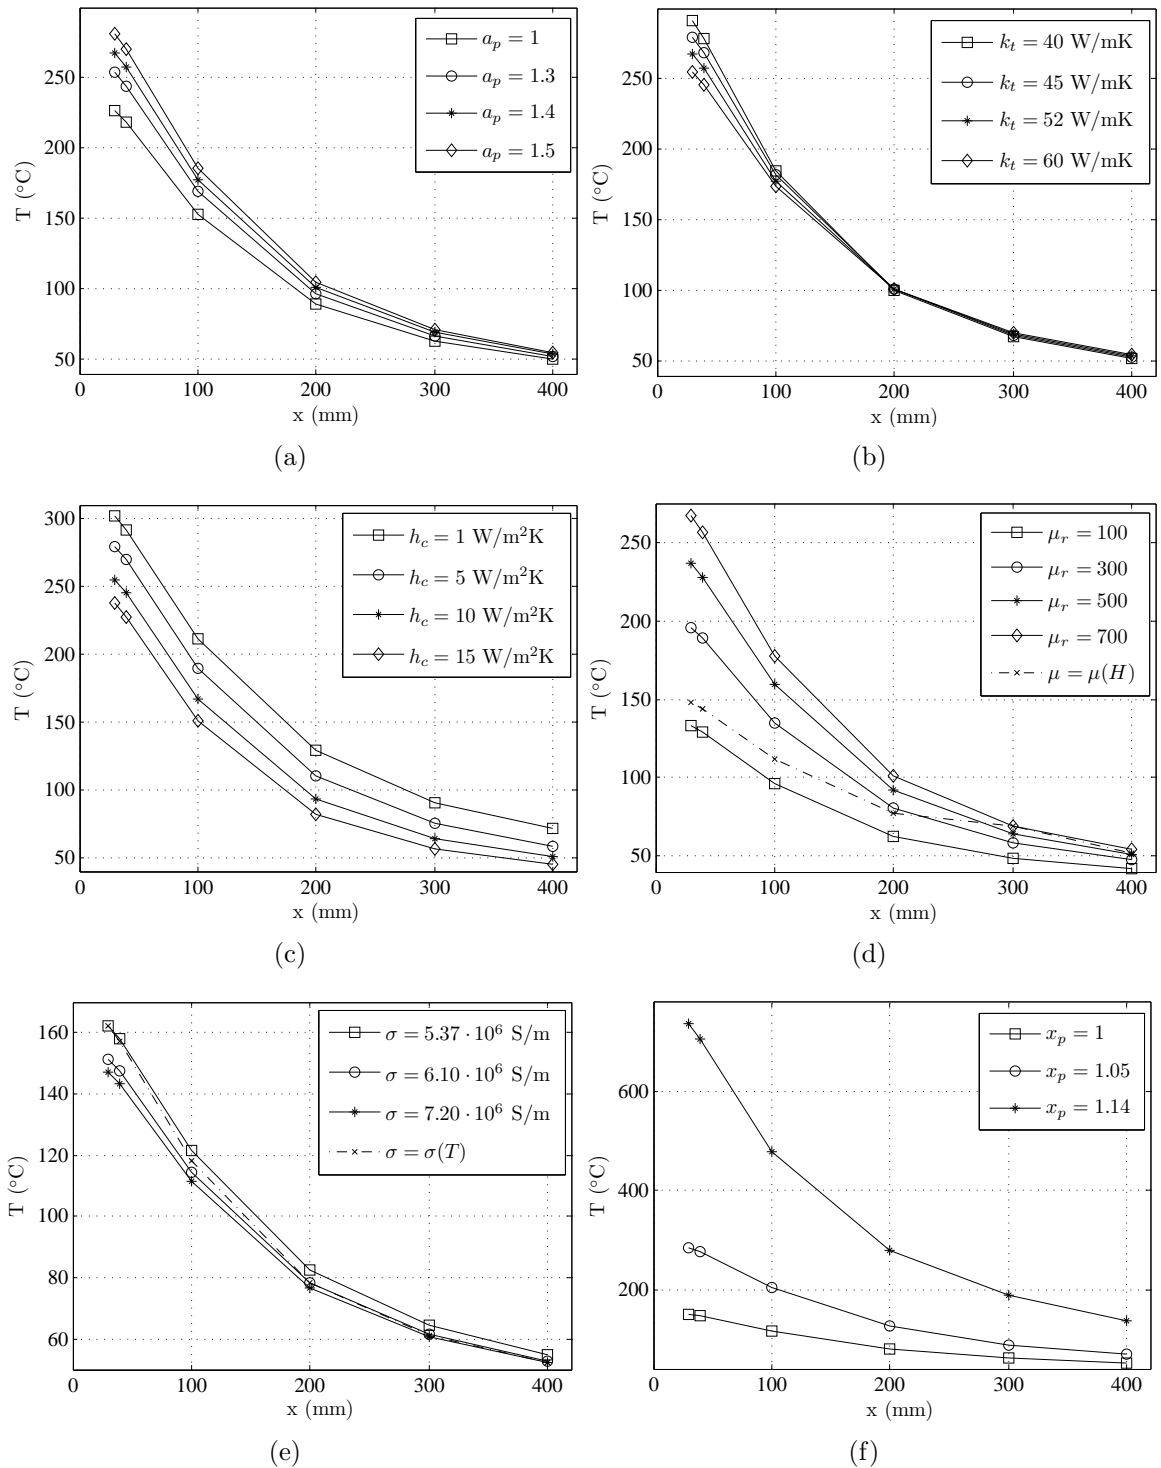 a_p = 1
a_p = 1.3
a_p = 1.4
a_p = 1.5
250
200
150
100
50
0 100 200 300 400
T (°C)
x (mm)
(a)
k_t = 40 W/mK
k_t = 45 W/mK
k_t = 52 W/mK
k_t = 60 W/mK
250
200
150
100
50
0 100 200 300 400
T (°C)
x (mm)
(b)
h_c = 1 W/m²K
h_c = 5 W/m²K
h_c = 10 W/m²K
h_c = 15 W/m²K
300
250
200
150
100
50
0 100 200 300 400
T (°C)
x (mm)
(c)
μ_r = 100
μ_r = 300
μ_r = 500
μ_r = 700
μ = μ(H)
250
200
150
100
50
0 100 200 300 400
T (°C)
x (mm)
(d)
σ = 5.37 · 10⁶ S/m
σ = 6.10 · 10⁶ S/m
σ = 7.20 · 10⁶ S/m
σ = σ(T)
160
140
120
100
80
60
0 100 200 300 400
T (°C)
x (mm)
(e)
x_p = 1
x_p = 1.05
x_p = 1.14
600
400
200
0 100 200 300 400
T (°C)
x (mm)
(f)